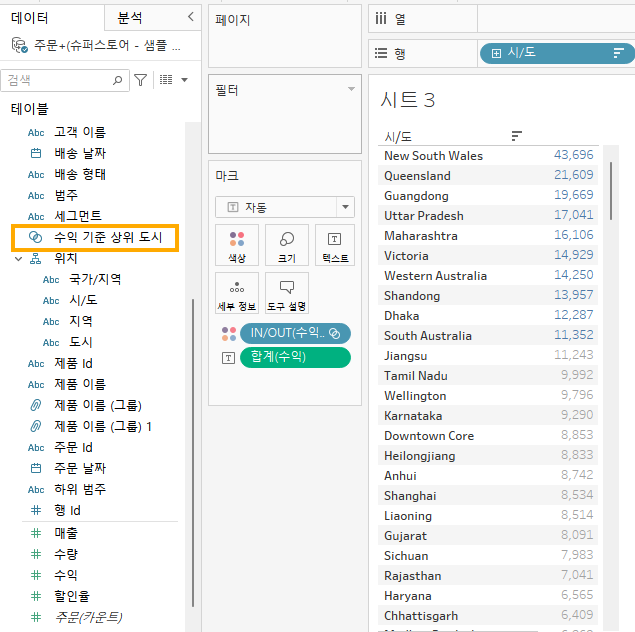 데이터
분석
주문+(슈퍼스토어 - 샘플 ...
검색
테이블
Abc 고객 이름
배송 날짜
Abc 배송 형태
Abc 범주
Abc 세그먼트
수익 기준 상위 도시
위치
Abc 국가/지역
Abc 시/도
Abc 지역
Abc 도시
Abc 제품 Id
Abc 제품 이름
제품 이름 (그룹)
제품 이름 (그룹) 1
Abc 주문 Id
주문 날짜
Abc 하위 범주
# 행 Id
# 매출
# 수량
# 수익
# 할인율
# 주문(카운트)
페이지
필터
마크
T 자동
색상
크기
T 텍스트
세부 정보
도구 설명
IN/OUT(수익..
T 합계(수익)
열
행
시/도
시트 3
시/도
New South Wales 43,696
Queensland 21,609
Guangdong 19,669
Uttar Pradesh 17,041
Maharashtra 16,106
Victoria 14,929
Western Australia 14,250
Shandong 13,957
Dhaka 12,287
South Australia 11,352
Jiangsu 11,243
Tamil Nadu 9,992
Wellington 9,796
Karnataka 9,290
Downtown Core 8,853
Heilongjiang 8,833
Anhui 8,742
Shanghai 8,534
Liaoning 8,514
Gujarat 8,091
Sichuan 7,983
Rajasthan 7,041
Haryana 6,565
Chhattisgarh 6,409